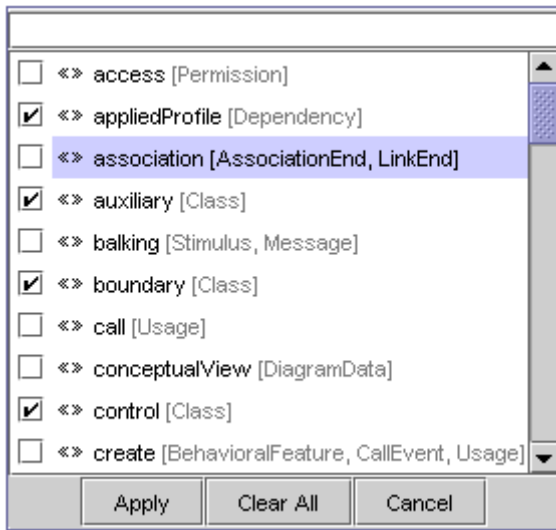 «» access [Permission]
«» appliedProfile [Dependency]
«» association [AssociationEnd, LinkEnd]
«» auxiliary [Class]
«» balking [Stimulus, Message]
«» boundary [Class]
«» call [Usage]
«» conceptualView [DiagramData]
«» control [Class]
«» create [BehavioralFeature, CallEvent, Usage]
Apply Clear All Cancel